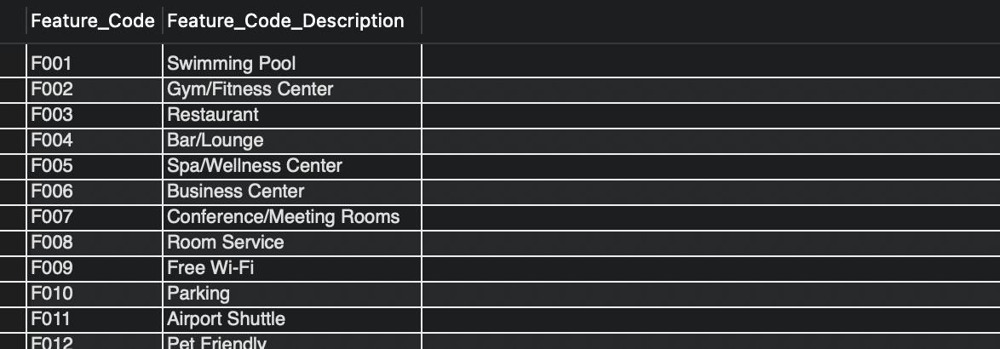 Feature_Code Feature_Code_Description
F001 Swimming Pool
F002 Gym/Fitness Center
F003 Restaurant
F004 Bar/Lounge
F005 Spa/Wellness Center
F006 Business Center
F007 Conference/Meeting Rooms
F008 Room Service
F009 Free Wi-Fi
F010 Parking
F011 Airport Shuttle
F012 Pet Friendly